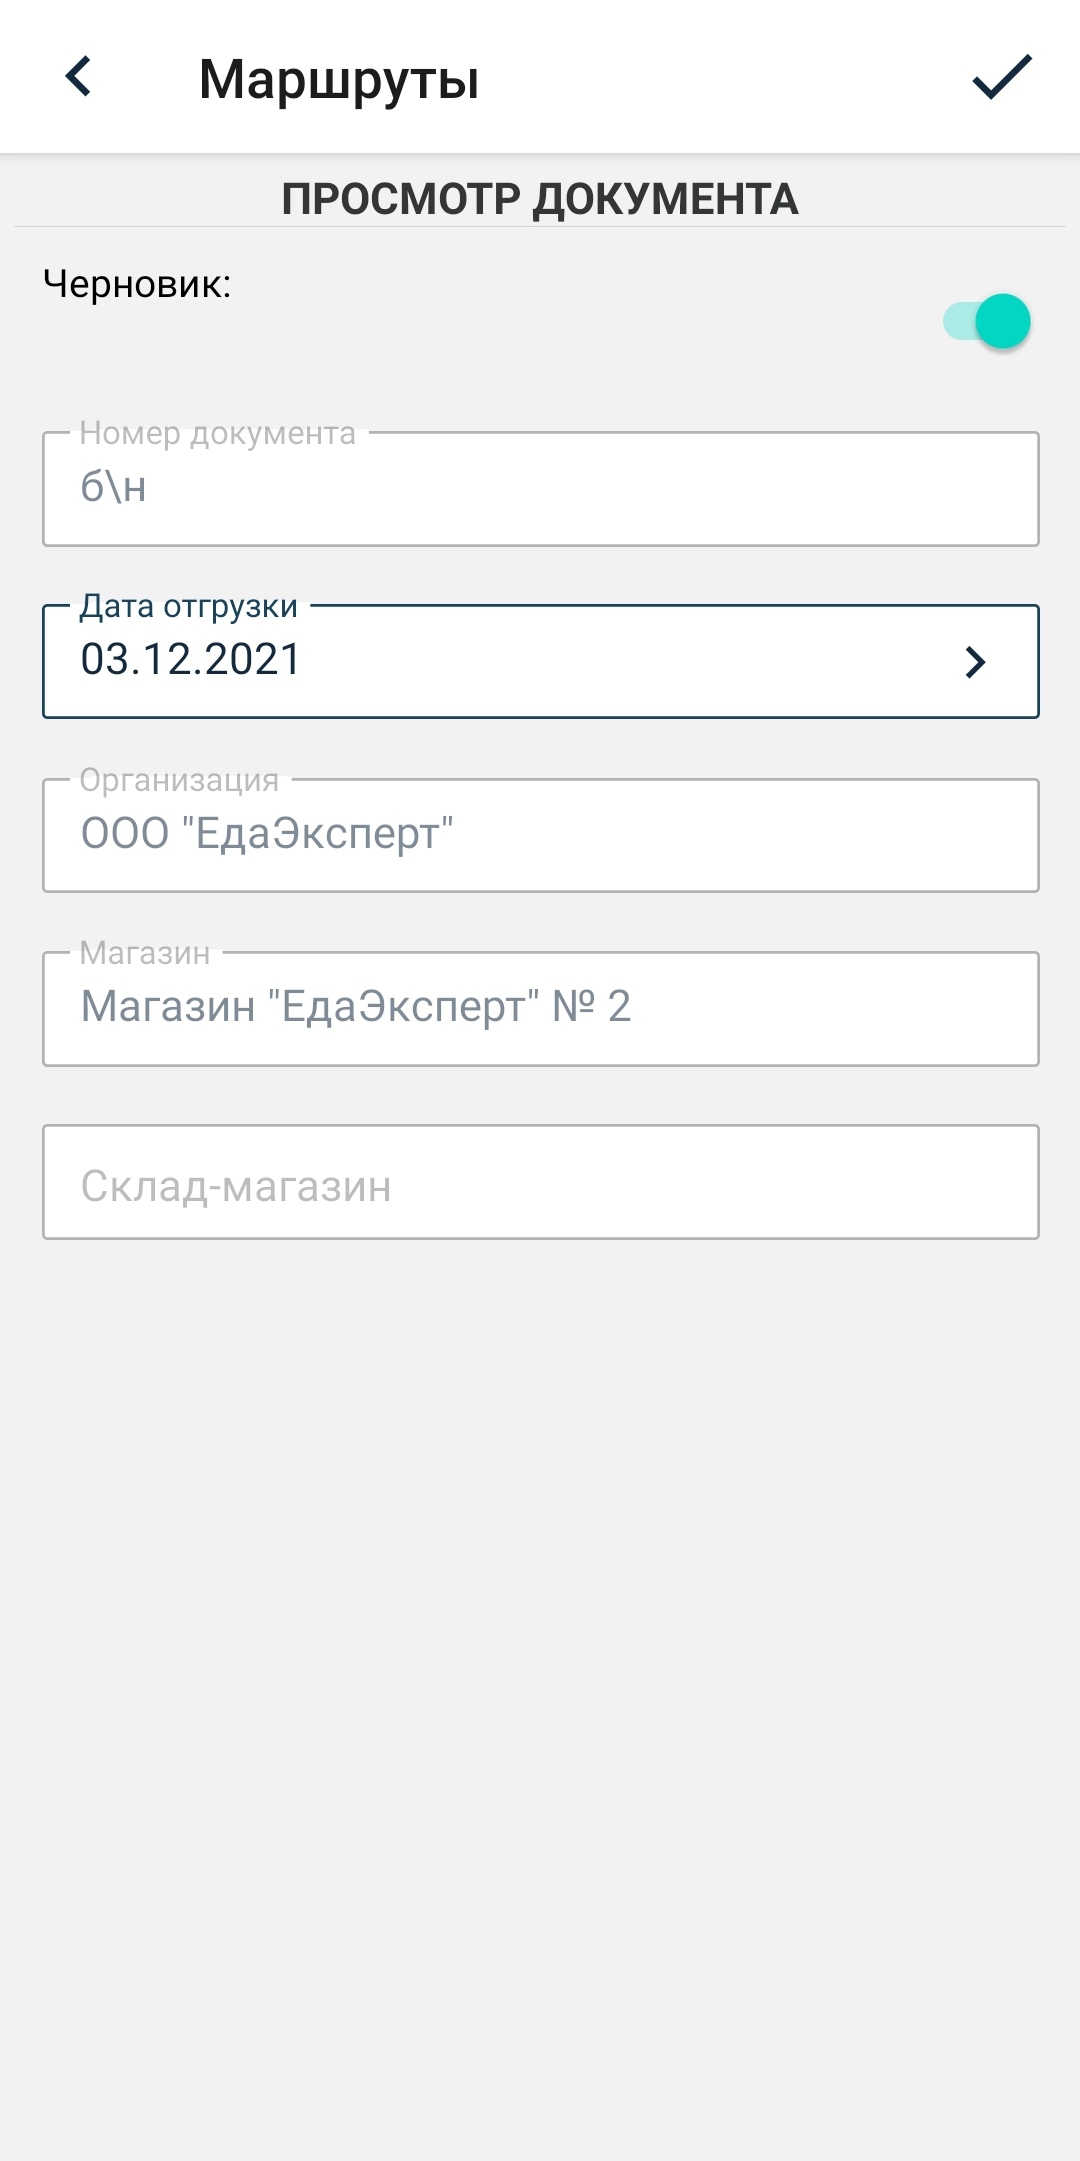 Маршруты
ПРОСМОТР ДОКУМЕНТА
Черновик:
Номер документа
б\н
Дата отгрузки
03.12.2021
Организация
ООО "ЕдаЭксперт"
Магазин
Магазин "ЕдаЭксперт" № 2
Склад-магазин